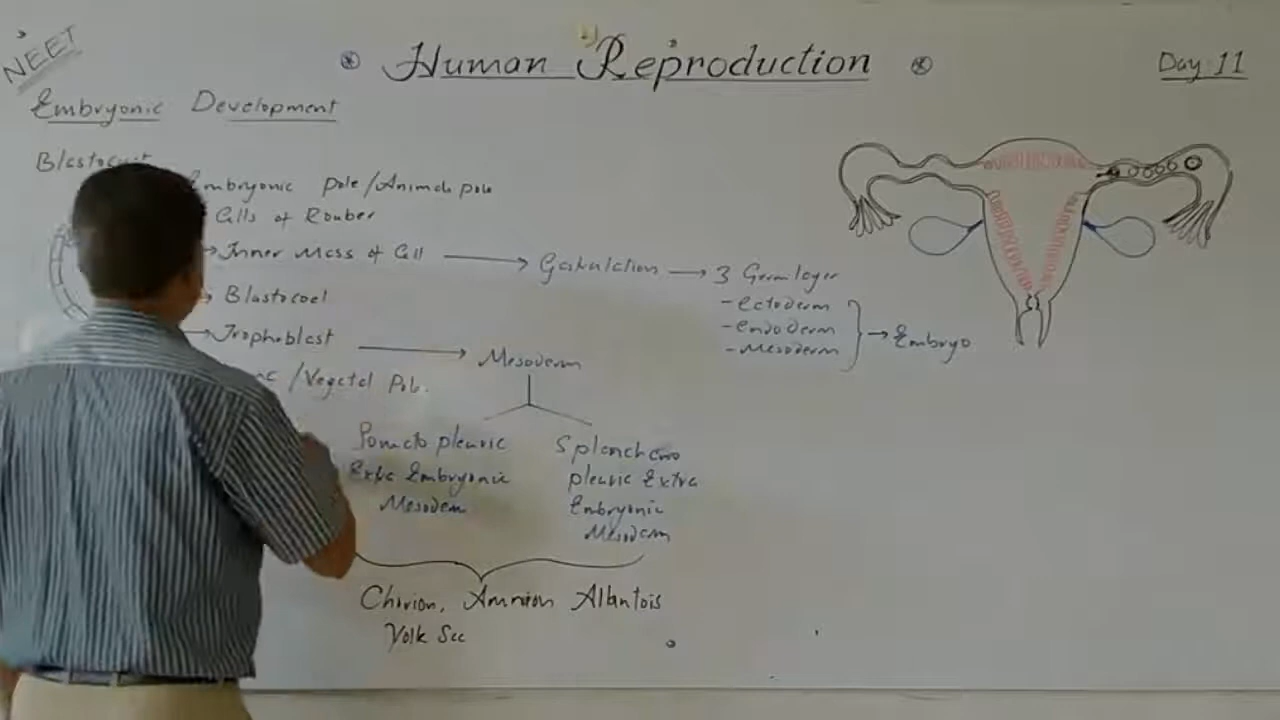 NEET
Human Reproduction
Day 11
Embryonic Development
Embryonic pole/Animal pole
Cells of Rauber
Inner Mass of Cell → Gastrulation → 3 Germ layer
- Ectoderm
- endoderm
- Mesoderm
→ Embryo
Blastocoel
Trophoblast → Mesoderm
/Vegetal Pole.
Somato pleuric
Extra Embryonic
Mesoderm
Splanchno
pleuric Extra
Embryonic
Mesoderm
Chorion, Amnion Allantois
Yolk Sac